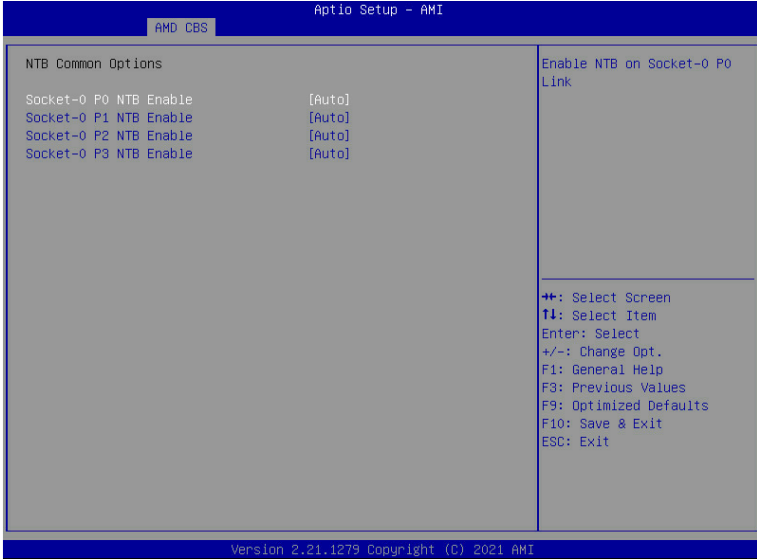 Aptio Setup – AMI
AMD CBS
NTB Common Options
Socket-0 P0 NTB Enable [Auto]
Socket-0 P1 NTB Enable [Auto]
Socket-0 P2 NTB Enable [Auto]
Socket-0 P3 NTB Enable [Auto]
Enable NTB on Socket-0 P0
Link
→←: Select Screen
↑↓: Select Item
Enter: Select
+/-: Change Opt.
F1: General Help
F3: Previous Values
F9: Optimized Defaults
F10: Save & Exit
ESC: Exit
Version 2.21.1279 Copyright (C) 2021 AMI